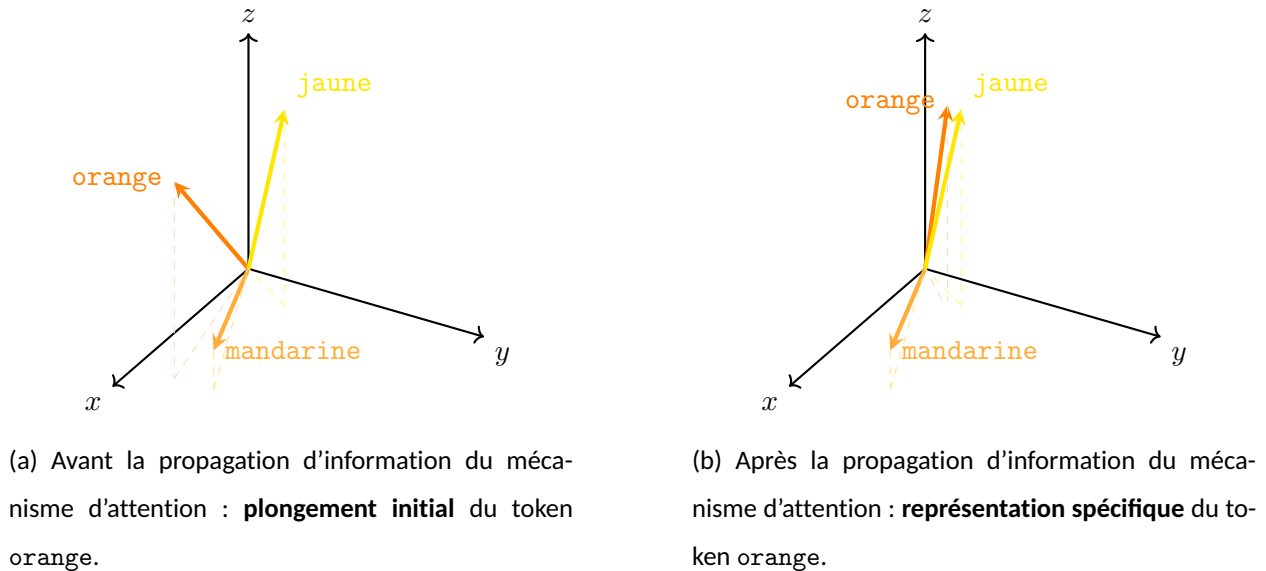 z
jaune
orange
mandarine
x
y
(a) Avant la propagation d'information du méca-
nisme d'attention : plongement initial du token
orange.
z
orange
jaune
mandarine
x
y
(b) Après la propagation d'information du méca-
nisme d'attention : représentation spécifique du to-
ken orange.